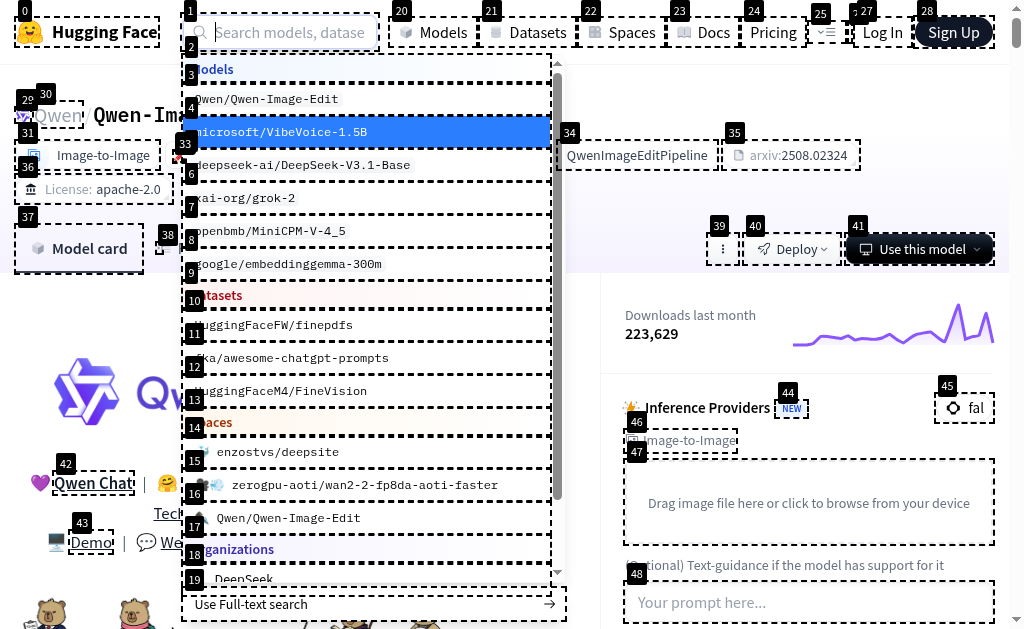 0 1 20 21 22 23 24 25 27 28
Hugging Face
Search models, datase
Models
Datasets
Spaces
Docs
Pricing
Log In
Sign Up
2
3 Models
4 Qwen/Qwen-Image-Edit
microsoft/VibeVoice-1.5B
6 deepseek-ai/DeepSeek-V3.1-Base
7 xai-org/grok-2
8 openbmb/MiniCPM-V-4_5
9 google/embeddinggemma-300m
10 Datasets
11 HuggingFaceFW/finepdfs
12 fka/awesome-chatgpt-prompts
13 HuggingFaceM4/FineVision
14 Spaces
15 enzostvs/deepsite
16 zerogpu-aoti/wan2-2-fp8da-aoti-faster
17 Qwen/Qwen-Image-Edit
18 Organizations
19 DeepSeek
Use Full-text search
29 30
Qwen/ Qwen-Ima
31 33 34 35
Image-to-Image
QwenImageEditPipeline
arxiv:2508.02324
36
License: apache-2.0
37 38 39 40 41
Model card
Deploy
Use this model
Downloads last month
223,629
44 45
Inference Providers NEW
fal
46
Image-to-Image
47
Drag image file here or click to browse from your device
(Optional) Text-guidance if the model has support for it
48
Your prompt here...
Qw
42
Qwen Chat |
Tech
43
Demo | We